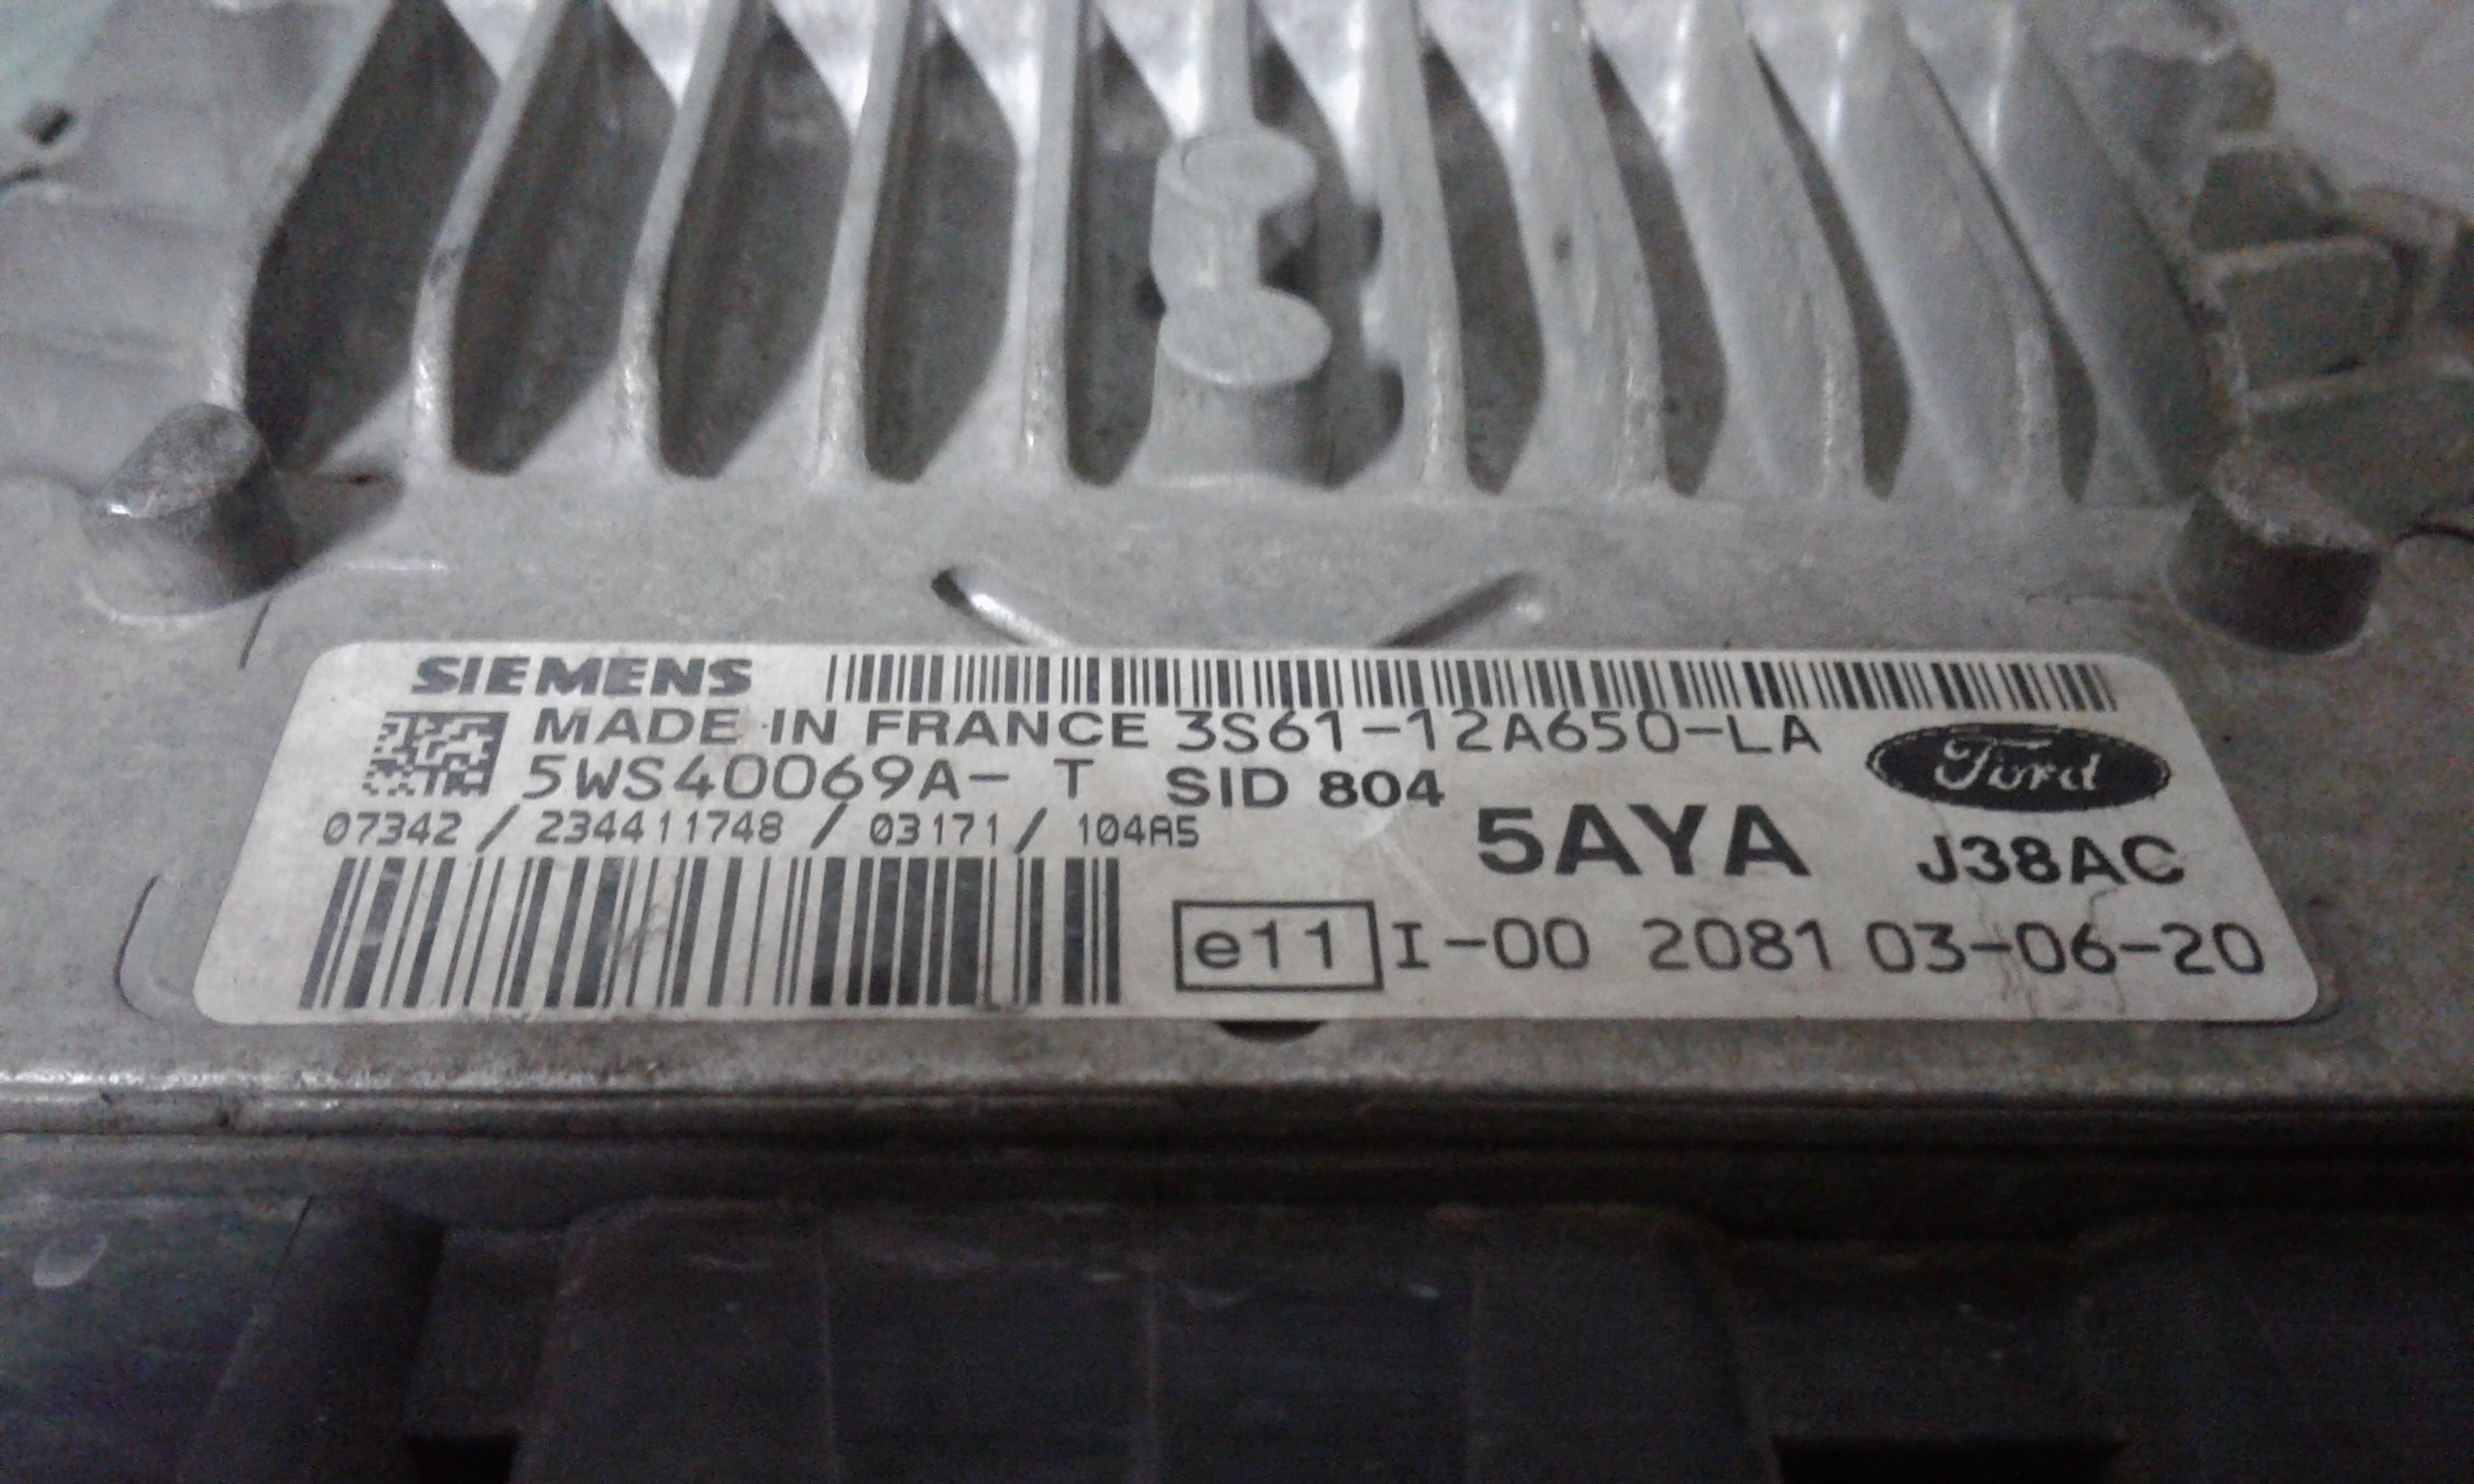 SIEMENS
MADE IN FRANCE 3S61-12A650-LA
Ford
5WS40069A- T SID 804
07342 / 234411748 / 03171 / 104A5
5AYA J38AC
e11 I-00 2081 03-06-20